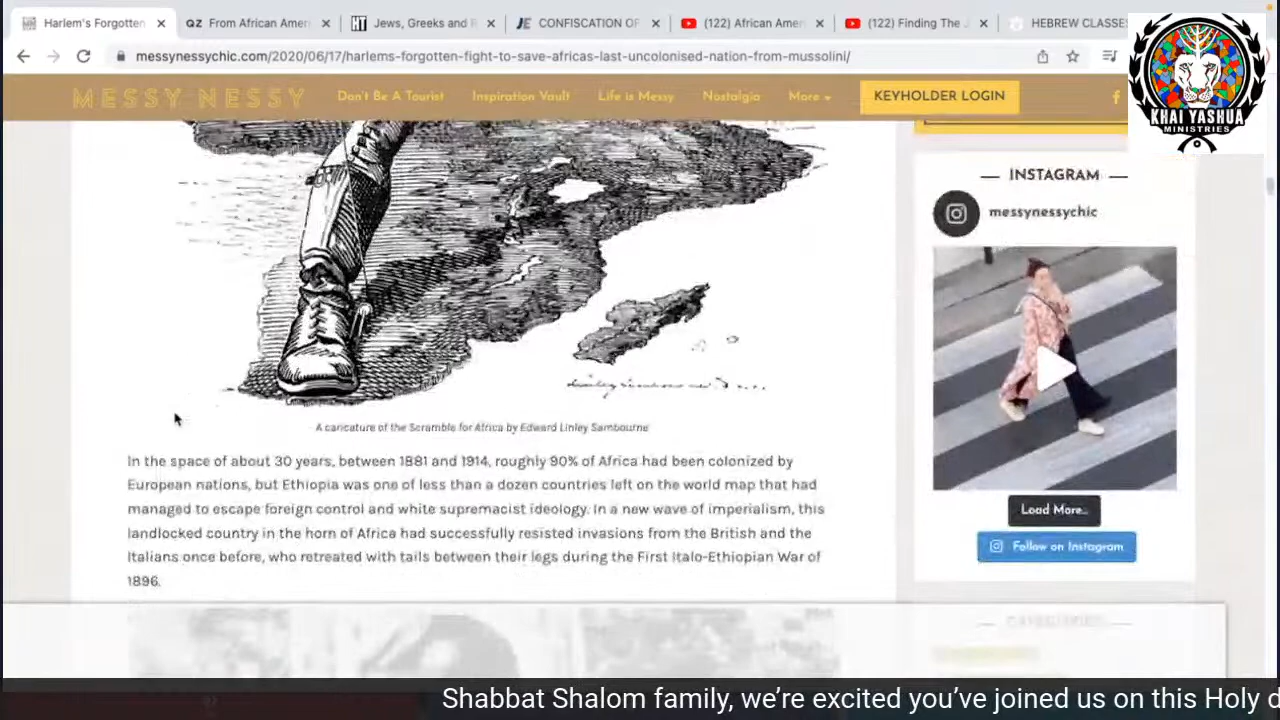 Harlem's Forgotten
QZ From African Amer
HT Jews, Greeks and R
JE CONFISCATION OF
(122) African Amer
(122) Finding The J
HEBREW CLASSES
messynessychic.com/2020/06/17/harlems-forgotten-fight-to-save-africas-last-uncolonised-nation-from-mussolini/
MESSY NESSY
Don't Be A Tourist
Inspiration Vault
Life is Messy
Nostalgia
More
KEYHOLDER LOGIN
KHAI YASHUA
MINISTRIES
INSTAGRAM
messynessychic
A caricature of the Scramble for Africa by Edward Linley Sambourne
In the space of about 30 years, between 1881 and 1914, roughly 90% of Africa had been colonized by
European nations, but Ethiopia was one of less than a dozen countries left on the world map that had
managed to escape foreign control and white supremacist ideology. In a new wave of imperialism, this
landlocked country in the horn of Africa had successfully resisted invasions from the British and the
Italians once before, who retreated with tails between their legs during the First Italo-Ethiopian War of
1896.
Load More...
Follow on Instagram
CATEGORIES
Shabbat Shalom family, we're excited you've joined us on this Holy d